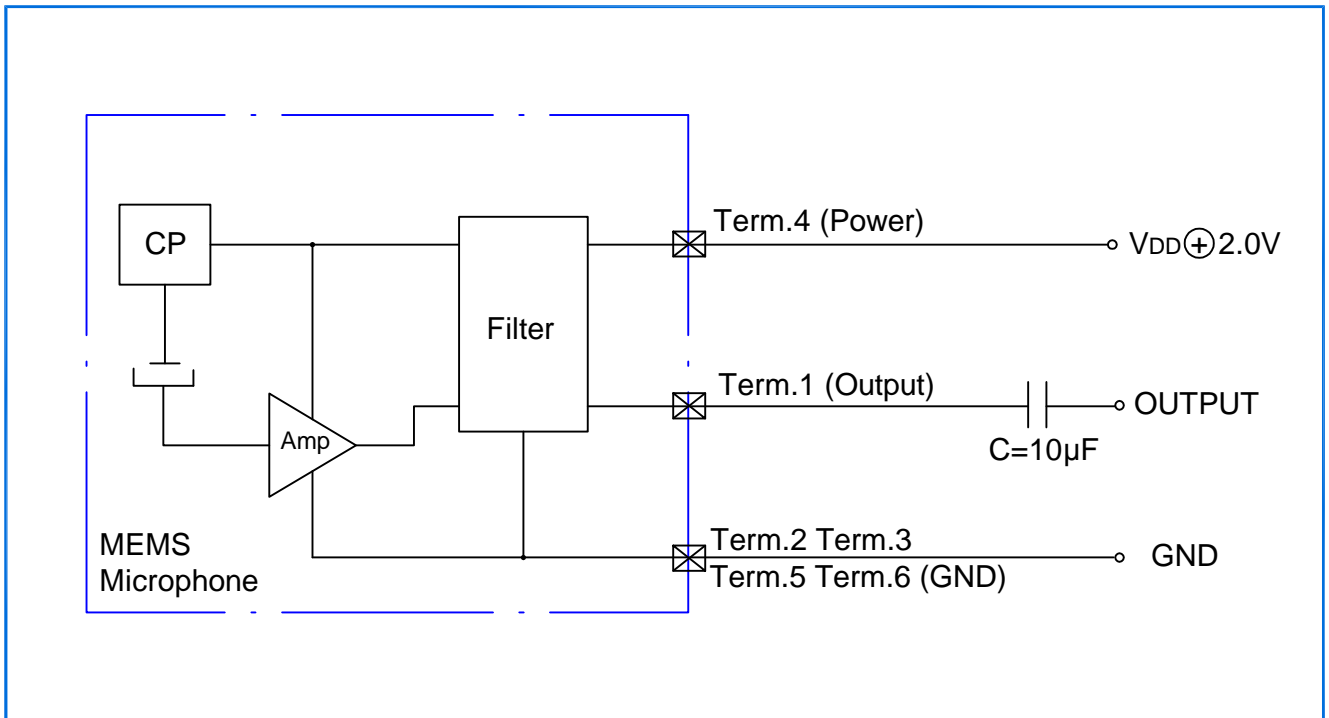 Term.4 (Power)
CP
VDD⊕2.0V
Filter
Term.1 (Output)
OUTPUT
Amp
C=10µF
MEMS
Microphone
Term.2 Term.3
Term.5 Term.6 (GND)
GND